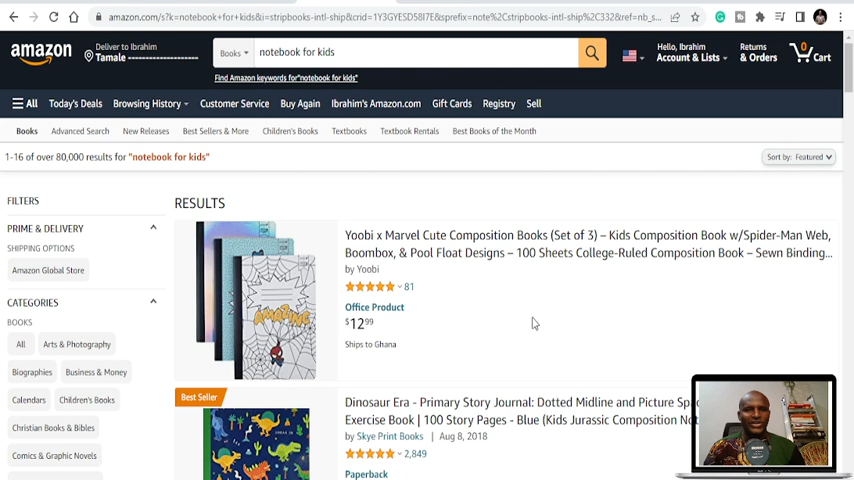 amazon.com/s?k=notebook+for+kids&i=stripbooks-intl-ship&crid=1Y3GYESD58I7E&sprefix=note%2Cstripbooks-intl-ship%2C332&ref=nb_s...
amazon
Deliver to Ibrahim
Tamale
Books
notebook for kids
Find Amazon keywords for"notebook for kids"
Hello, Ibrahim
Account & Lists
Returns
& Orders
0
Cart
All
Today's Deals
Browsing History
Customer Service
Buy Again
Ibrahim's Amazon.com
Gift Cards
Registry
Sell
Books
Advanced Search
New Releases
Best Sellers & More
Children's Books
Textbooks
Textbook Rentals
Best Books of the Month
1-16 of over 80,000 results for "notebook for kids"
Sort by: Featured
FILTERS
PRIME & DELIVERY
SHIPPING OPTIONS
Amazon Global Store
CATEGORIES
BOOKS
All
Arts & Photography
Biographies
Business & Money
Calendars
Children's Books
Christian Books & Bibles
Comics & Graphic Novels
RESULTS
AMAZING
Yoobi x Marvel Cute Composition Books (Set of 3) – Kids Composition Book w/Spider-Man Web,
Boombox, & Pool Float Designs – 100 Sheets College-Ruled Composition Book – Sewn Binding...
by Yoobi
81
Office Product
$12 99
Ships to Ghana
Best Seller
Dinosaur Era - Primary Story Journal: Dotted Midline and Picture
Exercise Book | 100 Story Pages - Blue (Kids Jurassic Composition
by Skye Print Books | Aug 8, 2018
2,849
Paperback